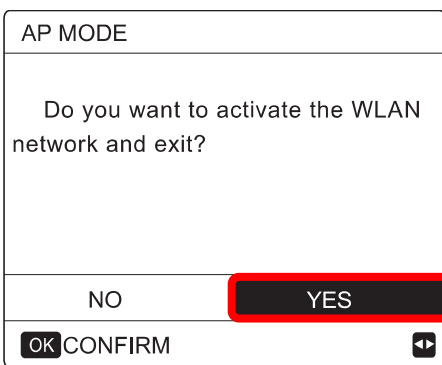 AP MODE
Do you want to activate the WLAN
network and exit?
NO YES
OK CONFIRM